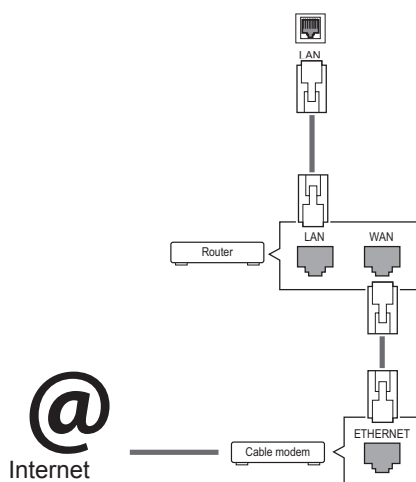 LAN
LAN WAN
Router
ETHERNET
@
Internet
Cable modem